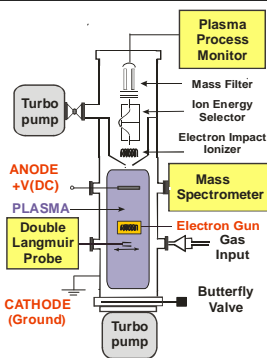 Plasma
Process
Monitor
Mass Filter
Turbo
pump
Ion Energy
Selector
Electron Impact
Ionizer
ANODE
+V(DC)
Mass
Spectrometer
PLASMA
Double
Langmuir
Probe
Electron Gun
Gas
Input
CATHODE
(Ground)
Butterfly
Valve
Turbo
pump